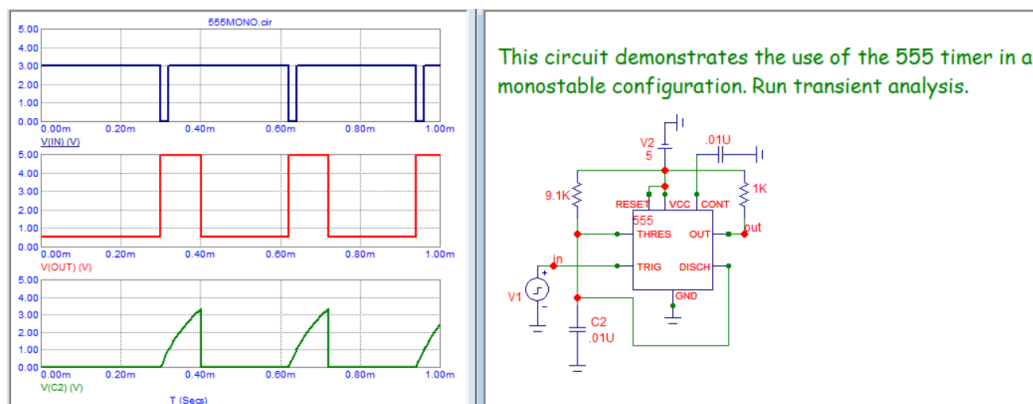 555MONO.cir
5.00
4.00
3.00
2.00
1.00
0.00
0.00m 0.20m 0.40m 0.60m 0.80m 1.00m
V(IN) (V)
5.00
4.00
3.00
2.00
1.00
0.00
0.00m 0.20m 0.40m 0.60m 0.80m 1.00m
V(OUT) (V)
5.00
4.00
3.00
2.00
1.00
0.00
0.00m 0.20m 0.40m 0.60m 0.80m 1.00m
V(C2) (V)
T (Secs)
This circuit demonstrates the use of the 555 timer in a
monostable configuration. Run transient analysis.
V2
5
.01U
9.1K
1K
RESET VCC CONT
555
THRES OUT
out
in
TRIG DISCH
V1
GND
C2
.01U